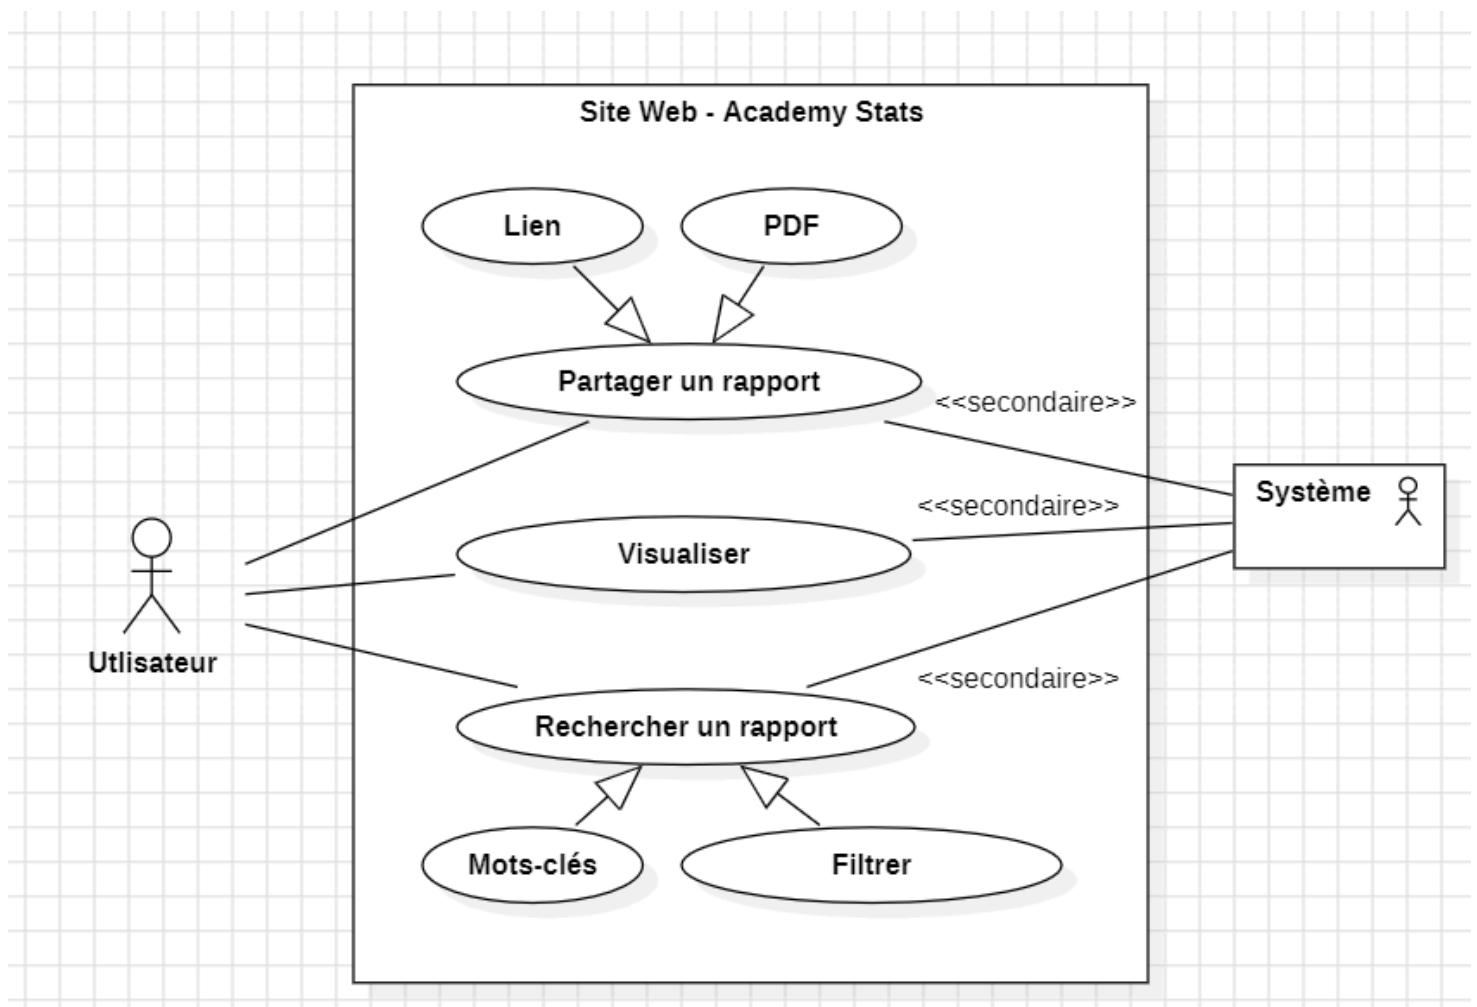 Site Web - Academy Stats
Lien
PDF
Partager un rapport
<<secondaire>>
Système
<<secondaire>>
Visualiser
Utlisateur
<<secondaire>>
Rechercher un rapport
Mots-clés
Filtrer